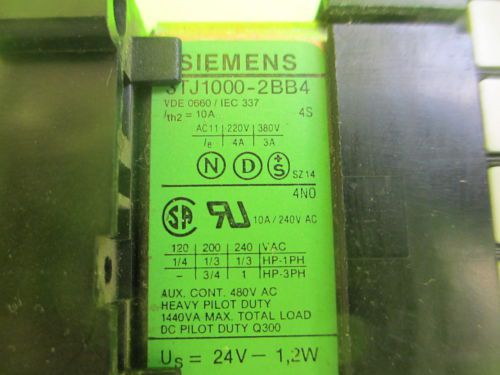 SIEMENS
3TJ1000-2BB4
VDE 0660 / IEC 337
Ith2 = 10A 4S
AC11 220V 380V
Ie 4A 3A
N D S SZ14
4NO
SA RU 10A / 240V AC
120 200 240 VAC
1/4 1/3 1/3 HP-1PH
– 3/4 1 HP-3PH
AUX. CONT. 480V AC
HEAVY PILOT DUTY
1440VA MAX. TOTAL LOAD
DC PILOT DUTY Q300
Us = 24V – 1,2W